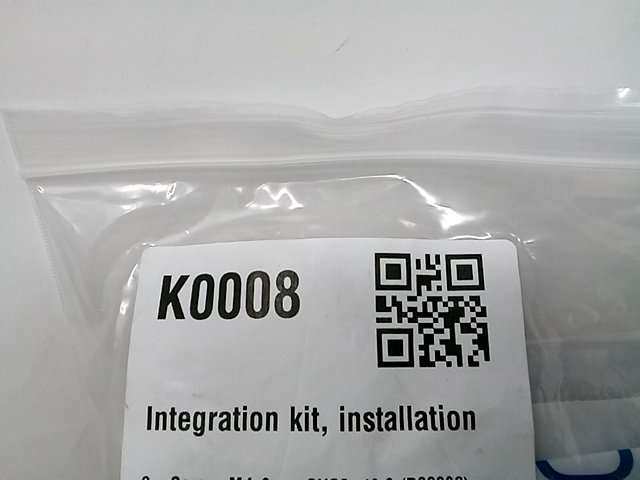 K0008
Integration kit, installation